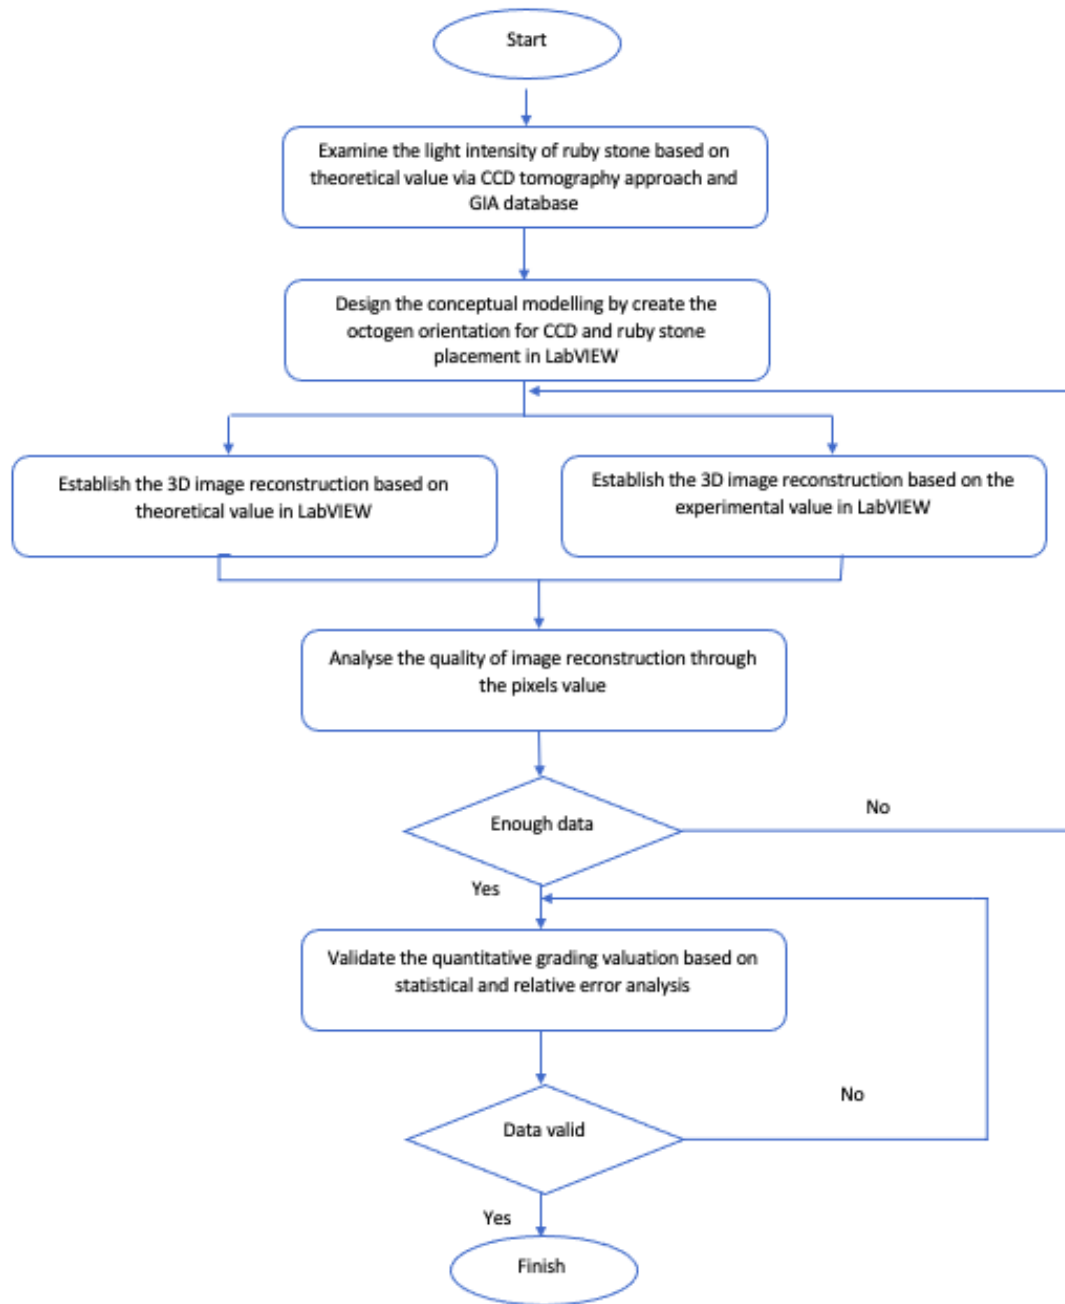 Start
Examine the light intensity of ruby stone based on
theoretical value via CCD tomography approach and
GIA database
Design the conceptual modelling by create the
octogen orientation for CCD and ruby stone
placement in LabVIEW
Establish the 3D image reconstruction based on
theoretical value in LabVIEW
Establish the 3D image reconstruction based on the
experimental value in LabVIEW
Analyse the quality of image reconstruction through
the pixels value
Enough data
No
Yes
Validate the quantitative grading valuation based on
statistical and relative error analysis
Data valid
No
Yes
Finish